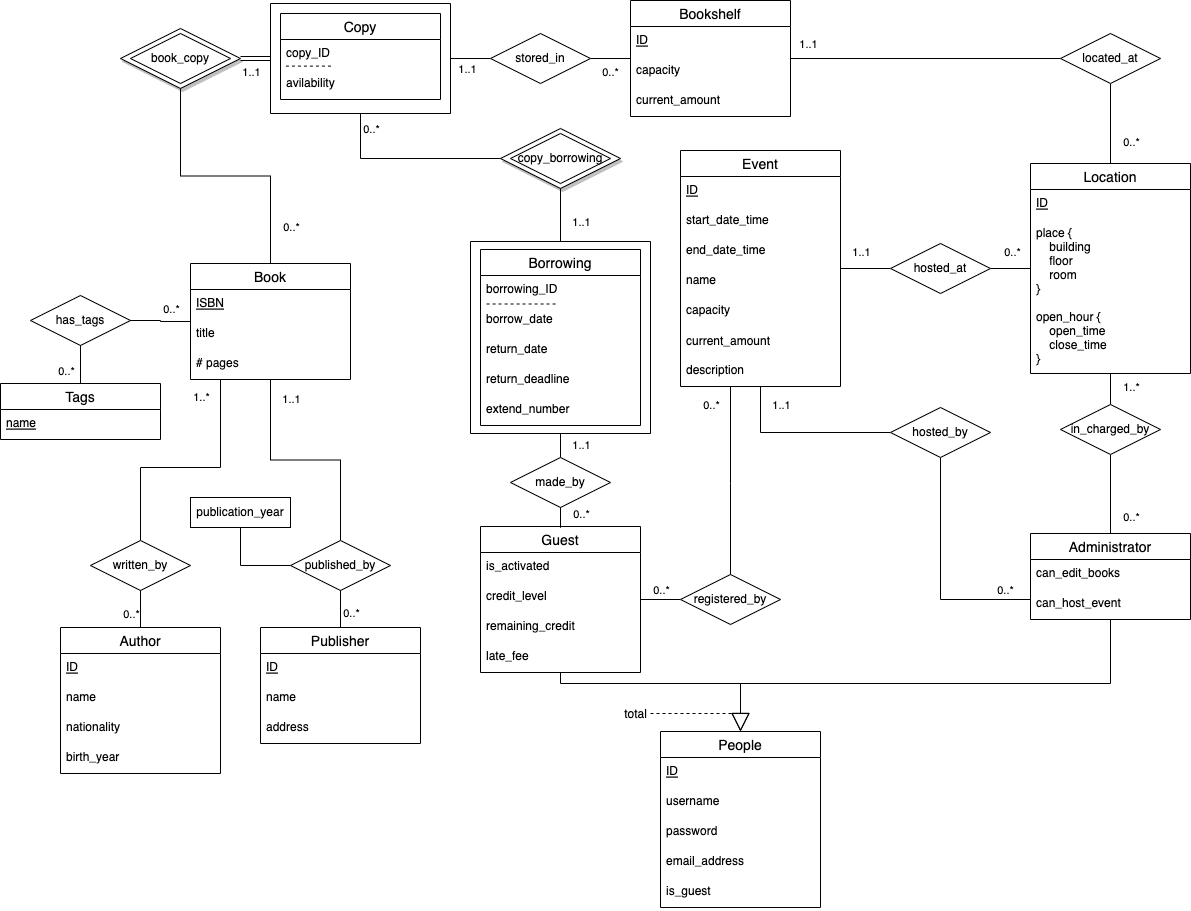 Copy
copy_ID
avilability
book_copy
1..1
1..1
stored_in
0..*
Bookshelf
ID
capacity
current_amount
1..1
located_at
0..*
0..*
copy_borrowing
1..1
Event
ID
start_date_time
end_date_time
name
capacity
current_amount
description
1..1
hosted_at
0..*
Location
ID
place {
building
floor
room
}
open_hour {
open_time
close_time
}
0..*
Book
ISBN
title
# pages
has_tags
0..*
0..*
Tags
name
Borrowing
borrowing_ID
borrow_date
return_date
return_deadline
extend_number
1..*
1..1
0..*
1..1
1..*
hosted_by
in_charged_by
1..1
made_by
0..*
publication_year
written_by
published_by
0..*
0..*
Guest
is_activated
credit_level
remaining_credit
late_fee
0..*
registered_by
0..*
0..*
Administrator
can_edit_books
can_host_event
Author
ID
name
nationality
birth_year
Publisher
ID
name
address
total
People
ID
username
password
email_address
is_guest